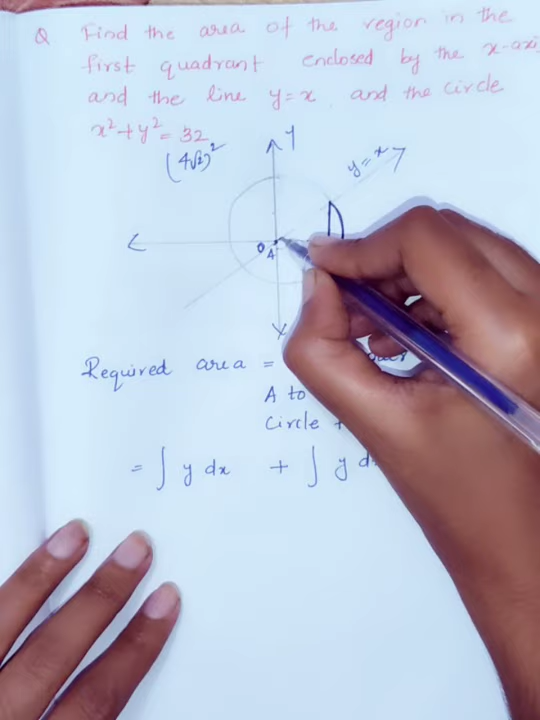 Q Find the area of the region in the
first quadrant enclosed by the x-axis
and the line y=x and the circle
x²+y²= 32
(4√2)²
y
y=x
O
A
Required area =
A to
Circle +
= ∫ y dx + ∫ y d